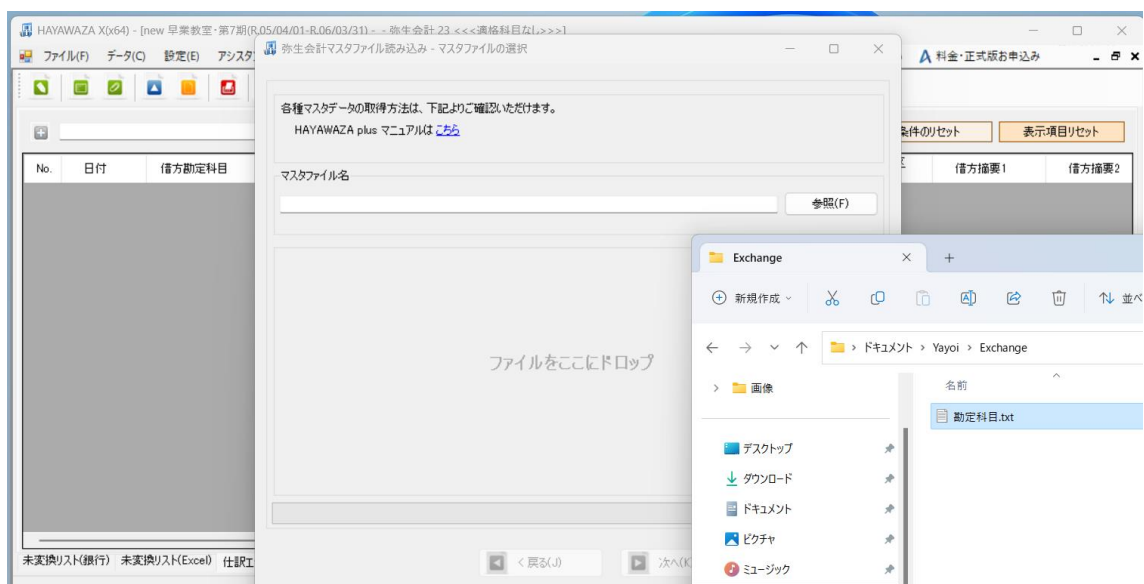 HAYAWAZA X(x64) - [new 早業教室・第7期(R.05/04/01-R.06/03/31) - - 弥生会計 23 <<<適格科目なし>>>]
弥生会計マスタファイル読み込み - マスタファイルの選択
ファイル(F) データ(C) 設定(E) アシスタ
料金・正式版お申込み
各種マスタデータの取得方法は、下記よりご確認いただけます。
HAYAWAZA plus マニュアルは こちら
条件のリセット 表示項目リセット
No. 日付 借方勘定科目 借方摘要1 借方摘要2
マスタファイル名
参照(F)
Exchange
新規作成 並べ
ドキュメント > Yayoi > Exchange
ファイルをここにドロップ
画像
名前
勘定科目.txt
デスクトップ
ダウンロード
ドキュメント
ピクチャ
ミュージック
未変換リスト(銀行) 未変換リスト(Excel) 仕訳エ
< 戻る(J) 次へ(K)